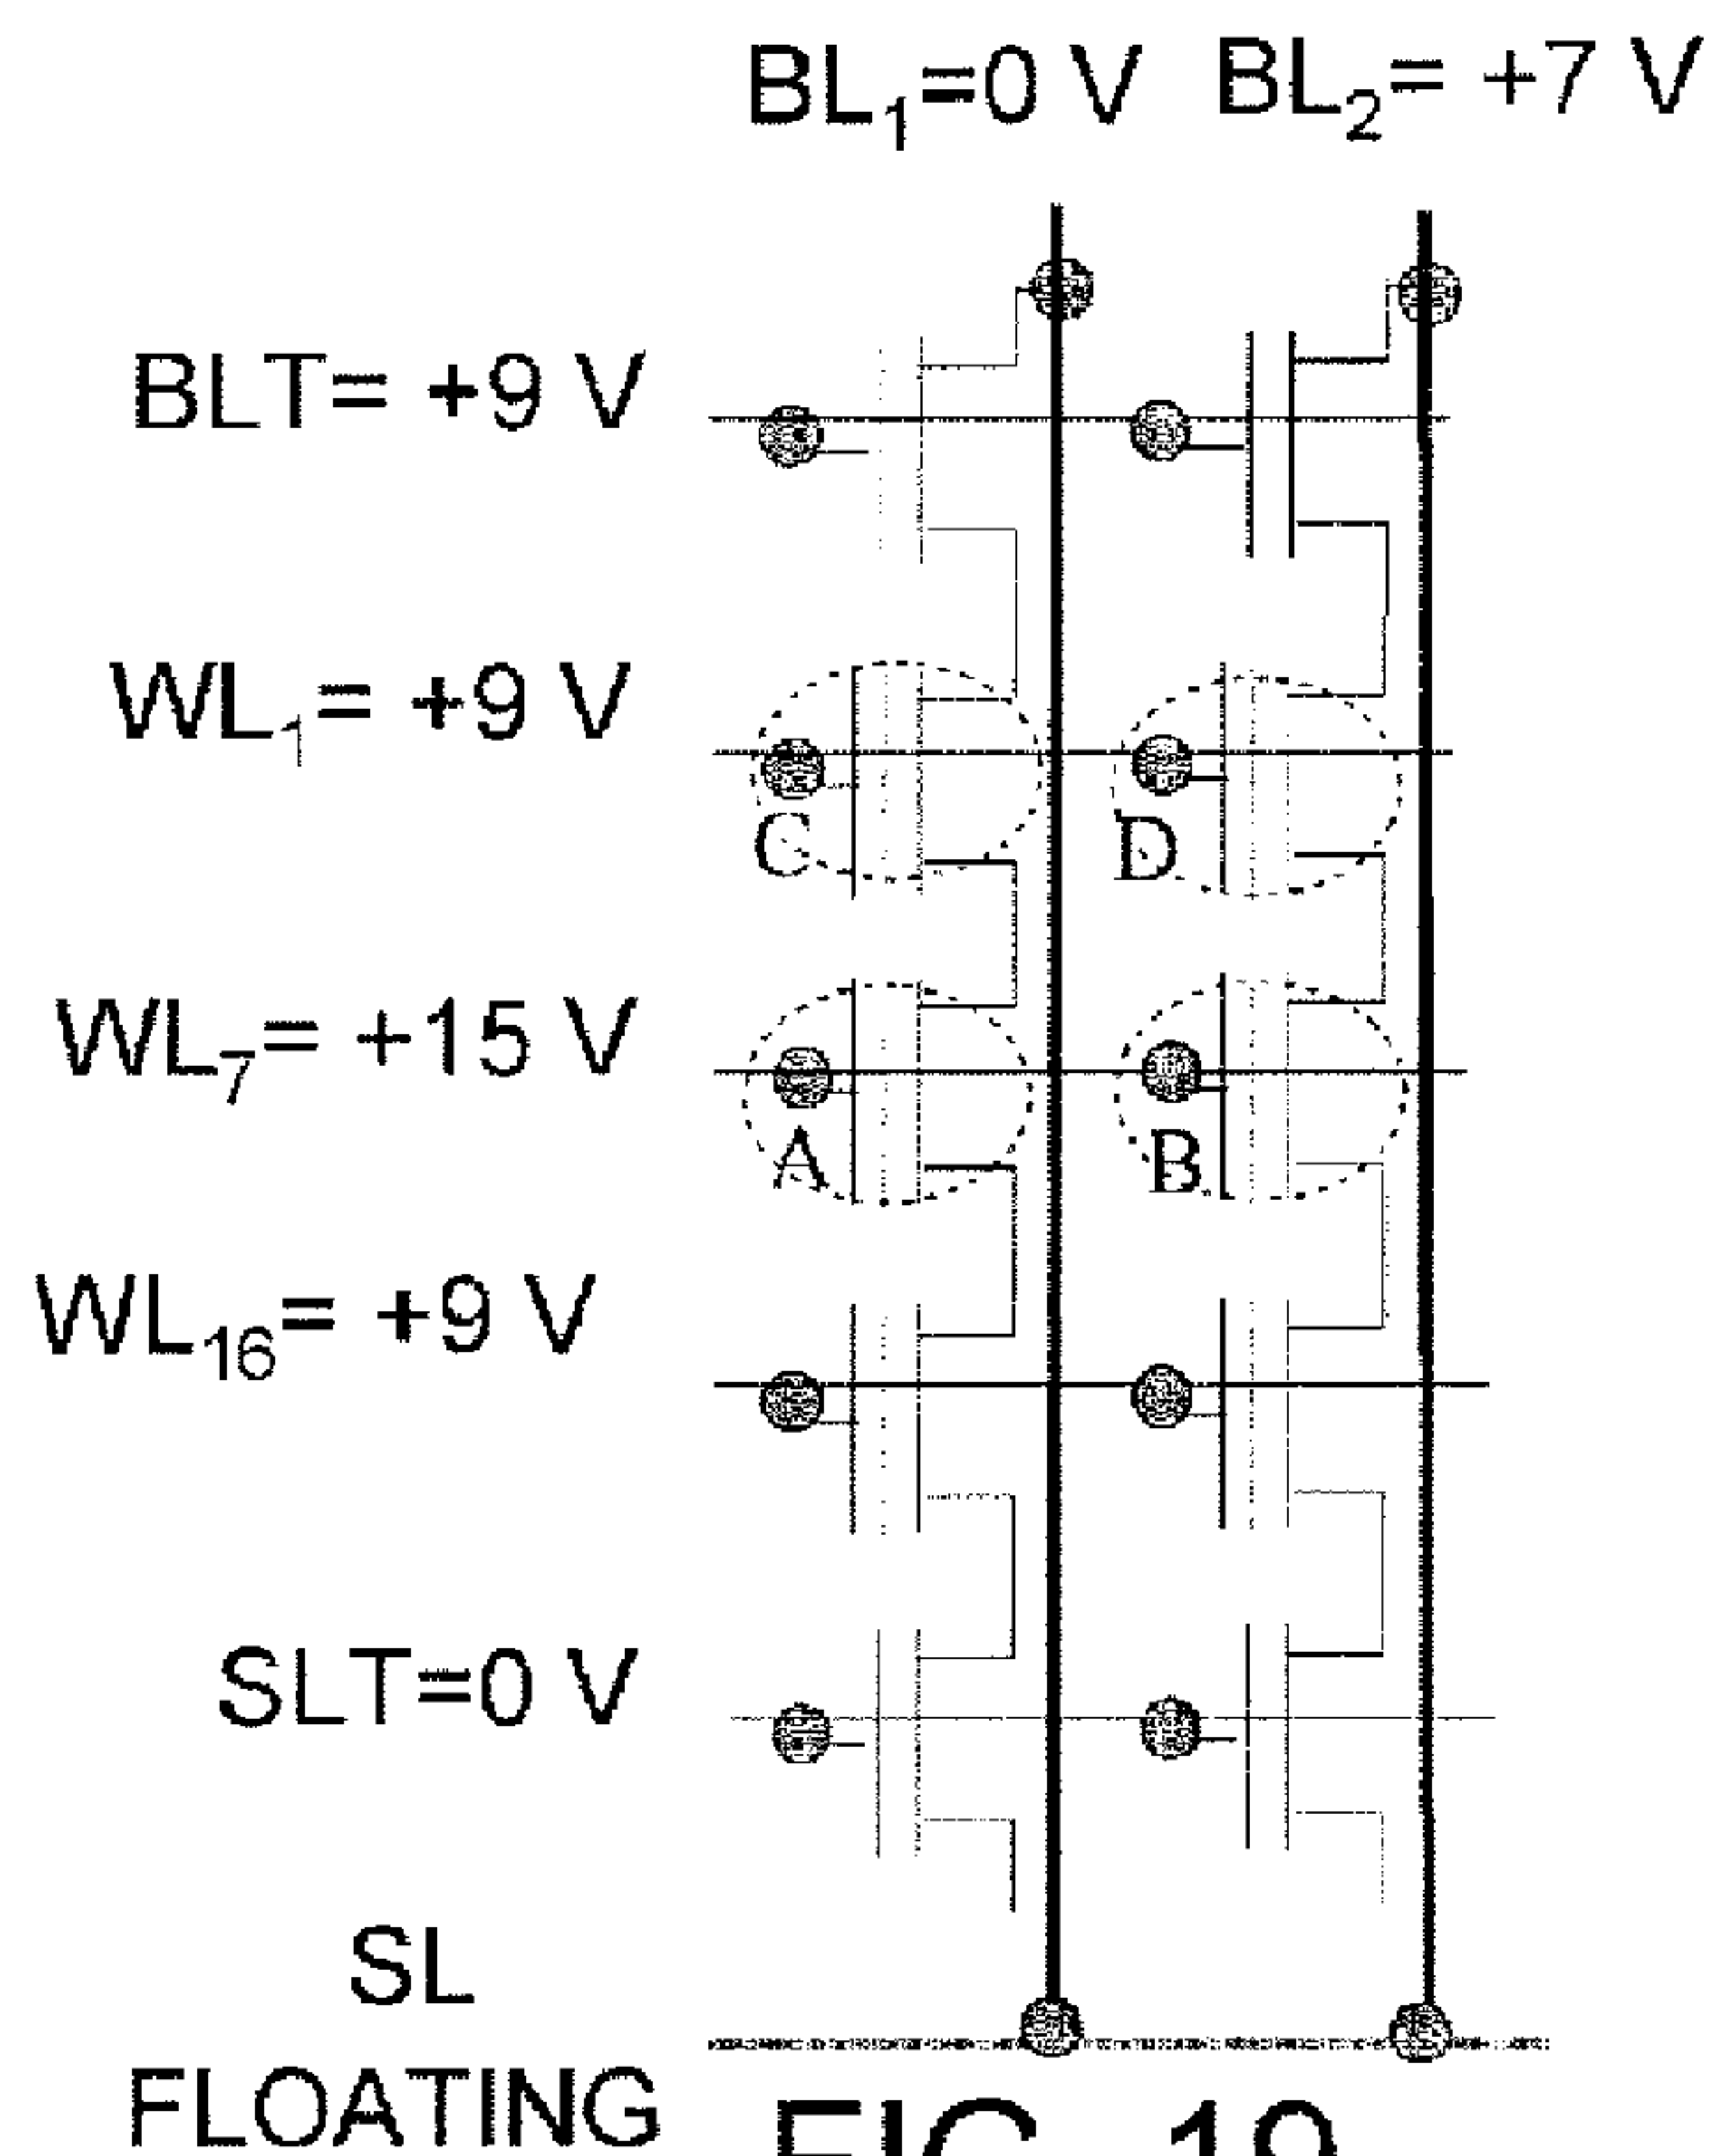 BL1=0 V BL2= +7 V
BLT= +9 V
WL1= +9 V
C D
WL7= +15 V
A B
WL16= +9 V
SLT=0 V
SL
FLOATING